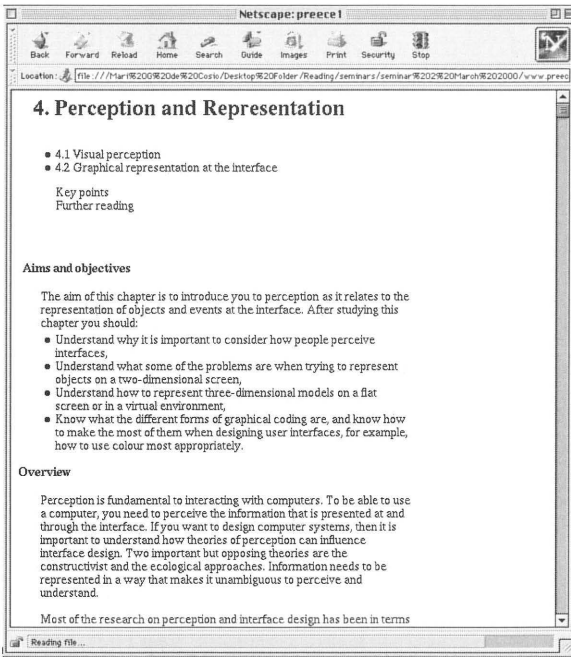 Netscape: preece1
Back Forward Reload Home Search Guide Images Print Security Stop
Location: file:///Mari%20G%20de%20Cosio/Desktop%20Folder/Reading/seminars/seminar%202%20March%202000/www.preec
4. Perception and Representation
• 4.1 Visual perception
• 4.2 Graphical representation at the interface
Key points
Further reading
Aims and objectives
The aim of this chapter is to introduce you to perception as it relates to the
representation of objects and events at the interface. After studying this
chapter you should:
• Understand why it is important to consider how people perceive
interfaces,
• Understand what some of the problems are when trying to represent
objects on a two-dimensional screen,
• Understand how to represent three-dimensional models on a flat
screen or in a virtual environment,
• Know what the different forms of graphical coding are, and know how
to make the most of them when designing user interfaces, for example,
how to use colour most appropriately.
Overview
Perception is fundamental to interacting with computers. To be able to use
a computer, you need to perceive the information that is presented at and
through the interface. If you want to design computer systems, then it is
important to understand how theories of perception can influence
interface design. Two important but opposing theories are the
constructivist and the ecological approaches. Information needs to be
represented in a way that makes it unambiguous to perceive and
understand.
Most of the research on perception and interface design has been in terms
Reading file...